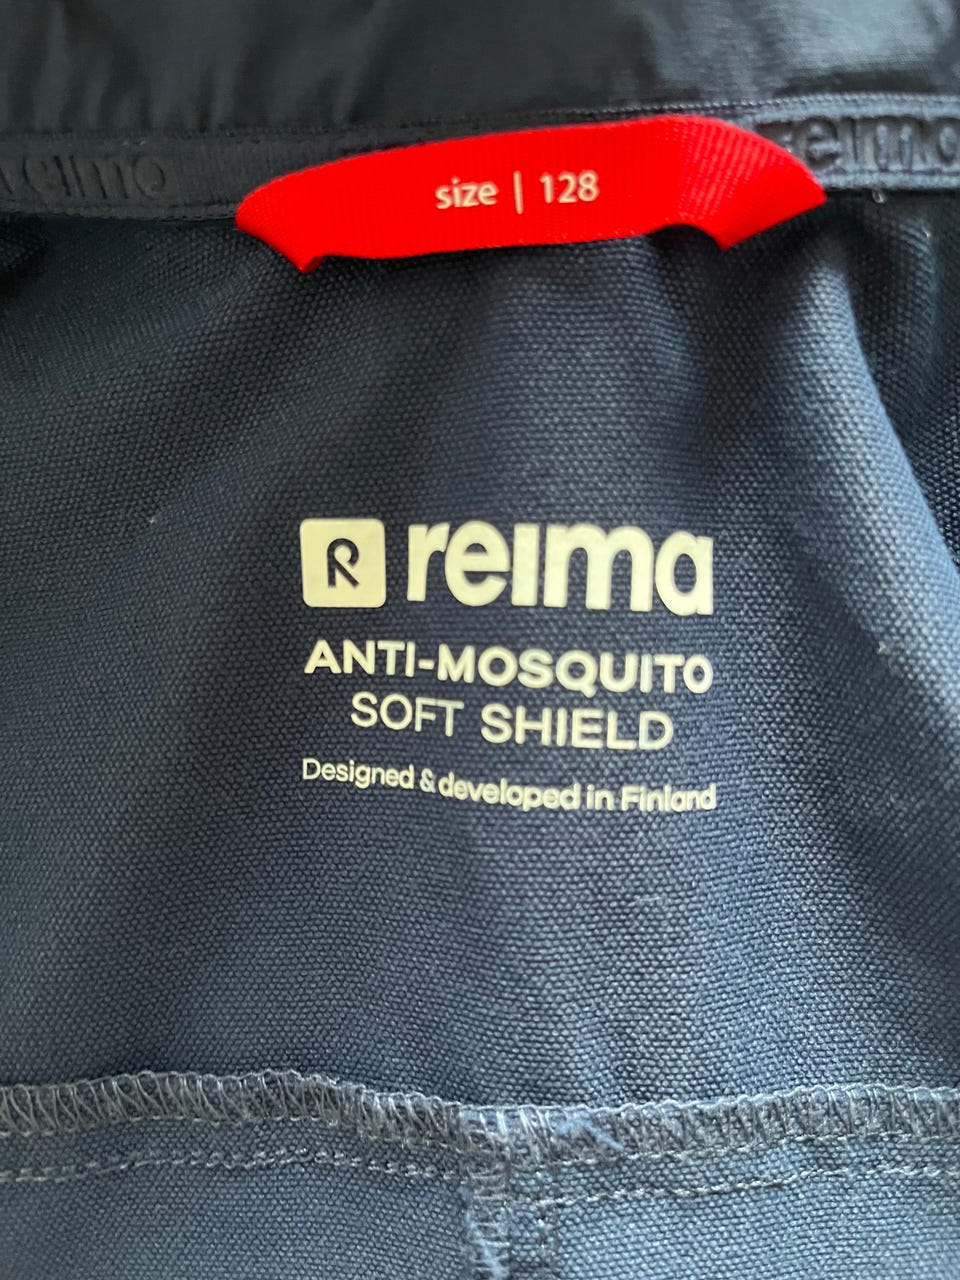 reima
reima
size | 128
R reima
ANTI-MOSQUITO
SOFT SHIELD
Designed & developed in Finland